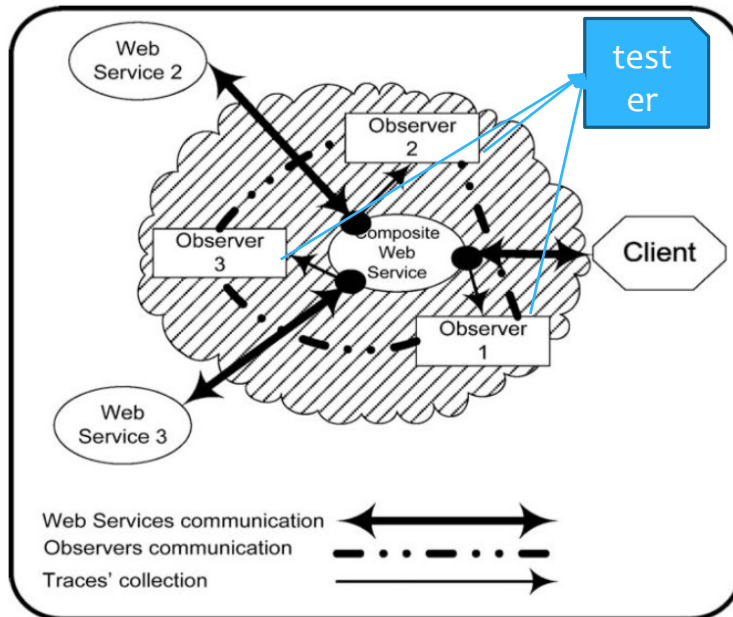 Web
Service 2
test
er
Observer
2
Observer
3
Composite Web
Service
Client
Observer
1
Web
Service 3
Web Services communication
Observers communication
Traces' collection